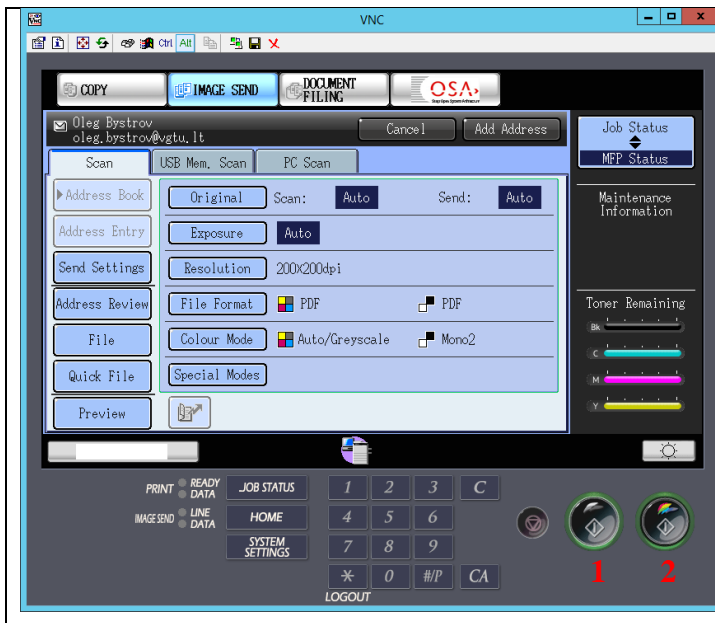 VNC
Ctrl Alt
COPY
IMAGE SEND
DOCUMENT
FILING
OSA
Oleg Bystrov
oleg.bystrov@vgtu.lt
Cancel
Add Address
Job Status
MFP Status
Scan
USB Mem. Scan
PC Scan
Address Book
Original
Scan:
Auto
Send:
Auto
Maintenance
Information
Address Entry
Exposure
Auto
Send Settings
Resolution
200X200dpi
Address Review
File Format
PDF
PDF
Toner Remaining
Bk
File
Colour Mode
Auto/Greyscale
Mono2
C
Quick File
Special Modes
M
Preview
Y
PRINT
READY
DATA
JOB STATUS
1 2 3 C
IMAGE SEND
LINE
DATA
HOME
4 5 6
SYSTEM
SETTINGS
7 8 9
* 0 #/P CA
LOGOUT
1 2